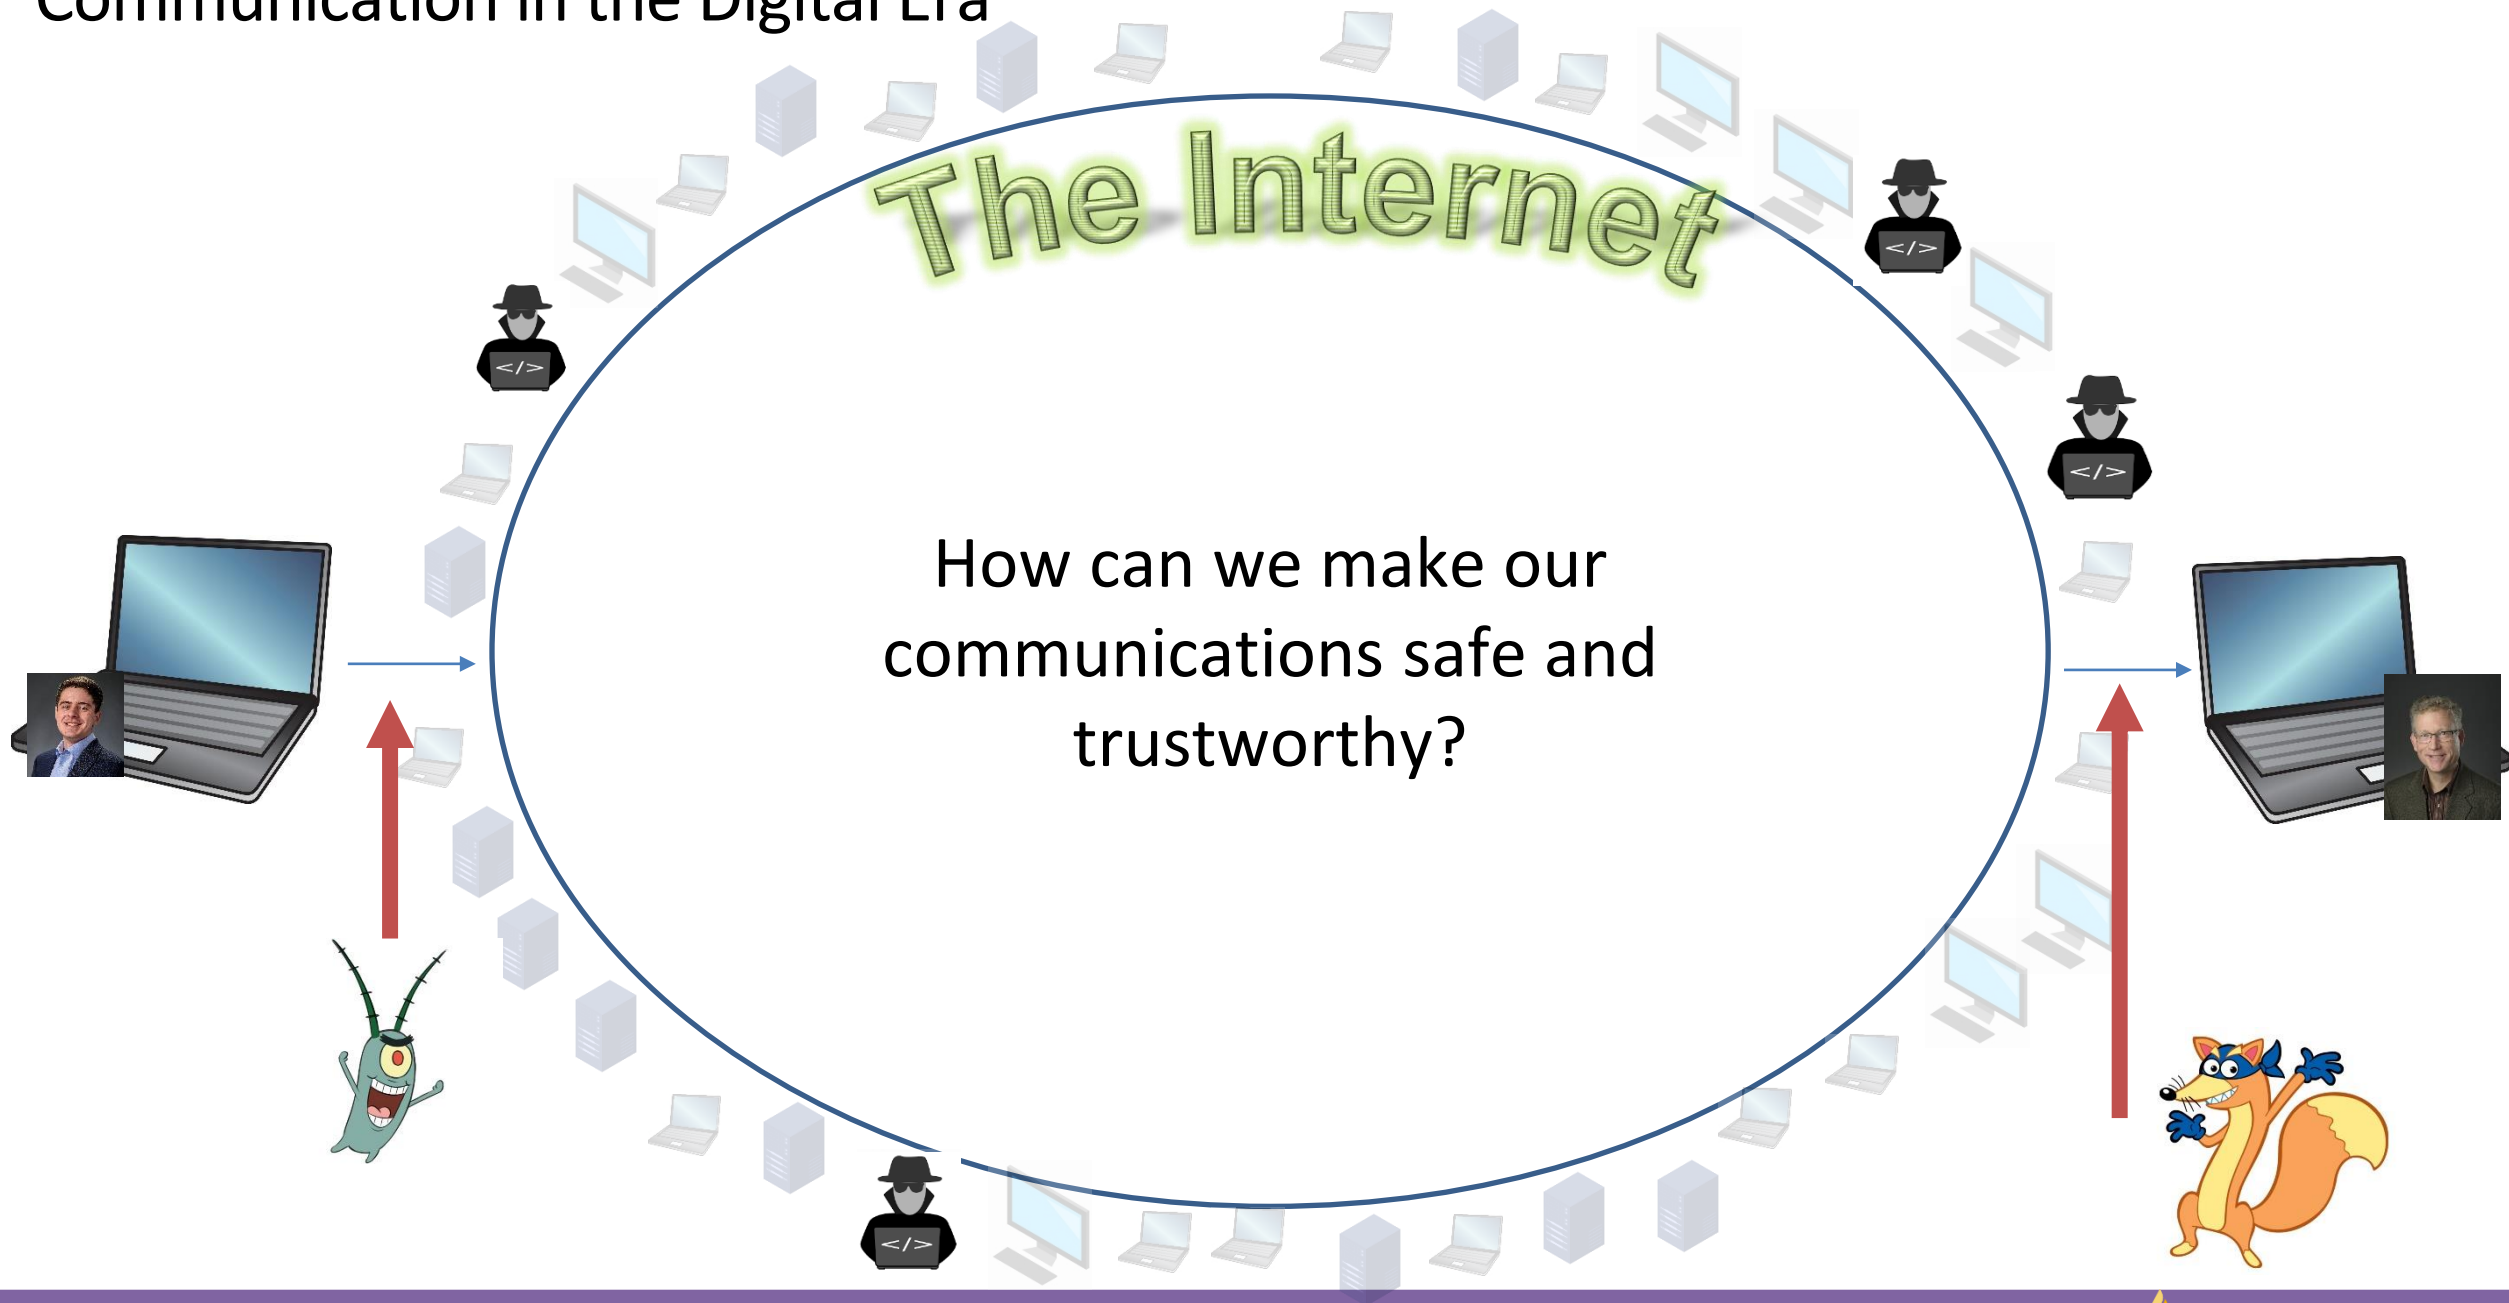 Communication in the Digital Era
The Internet
</>
</>
</>
How can we make our
communications safe and
trustworthy?
</>